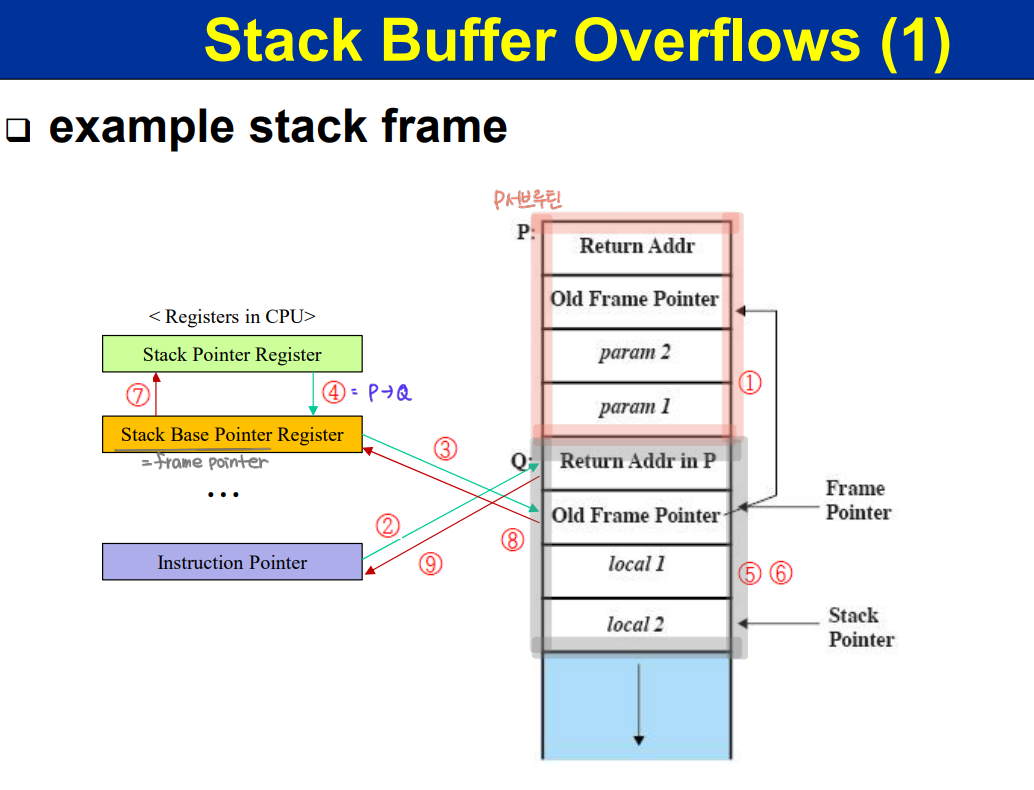 Stack Buffer Overflows (1)
❑ example stack frame
P서브루틴
P:
Return Addr
Old Frame Pointer
param 2
param 1
①
< Registers in CPU>
Stack Pointer Register
⑦
④ = P→Q
Stack Base Pointer Register
= frame pointer
...
③
②
⑧
⑨
Instruction Pointer
Q:
Return Addr in P
Old Frame Pointer
local 1
local 2
⑤ ⑥
Frame
Pointer
Stack
Pointer